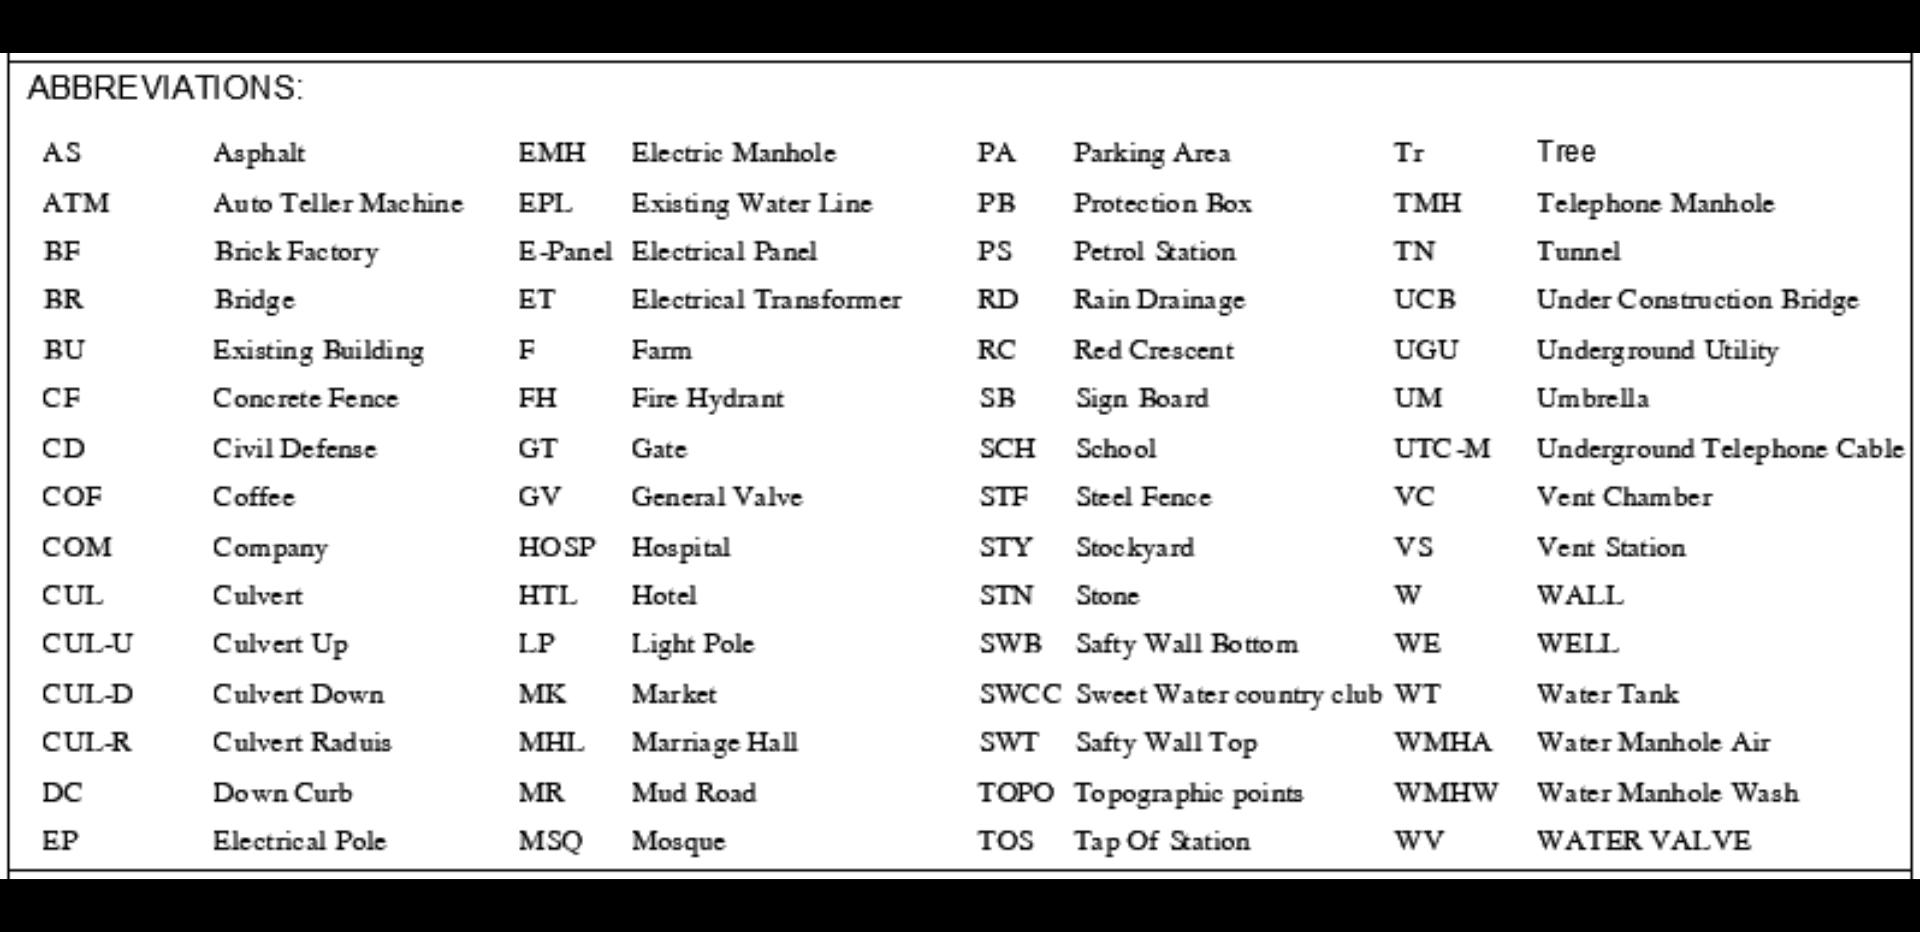 ABBREVIATIONS:
AS Asphalt EMH Electric Manhole PA Parking Area Tr Tree
ATM Auto Teller Machine EPL Existing Water Line PB Protection Box TMH Telephone Manhole
BF Brick Factory E-Panel Electrical Panel PS Petrol Station TN Tunnel
BR Bridge ET Electrical Transformer RD Rain Drainage UCB Under Construction Bridge
BU Existing Building F Farm RC Red Crescent UGU Underground Utility
CF Concrete Fence FH Fire Hydrant SB Sign Board UM Umbrella
CD Civil Defense GT Gate SCH School UTC-M Underground Telephone Cable
COF Coffee GV General Valve STF Steel Fence VC Vent Chamber
COM Company HOSP Hospital STY Stockyard VS Vent Station
CUL Culvert HTL Hotel STN Stone W WALL
CUL-U Culvert Up LP Light Pole SWB Safty Wall Bottom WE WELL
CUL-D Culvert Down MK Market SWCC Sweet Water country club WT Water Tank
CUL-R Culvert Raduis MHL Marriage Hall SWT Safty Wall Top WMHA Water Manhole Air
DC Down Curb MR Mud Road TOPO Topographic points WMHW Water Manhole Wash
EP Electrical Pole MSQ Mosque TOS Tap Of Station WV WATER VALVE